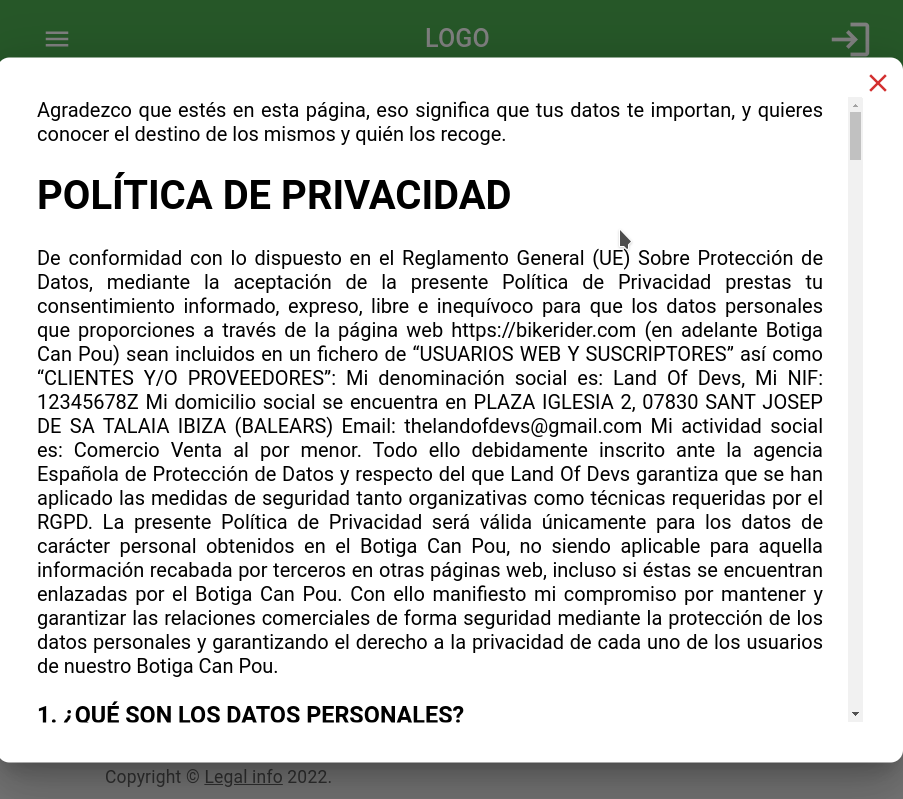 LOGO
Agradezco que estés en esta página, eso significa que tus datos te importan, y quieres
conocer el destino de los mismos y quién los recoge.
POLÍTICA DE PRIVACIDAD
De conformidad con lo dispuesto en el Reglamento General (UE) Sobre Protección de
Datos, mediante la aceptación de la presente Política de Privacidad prestas tu
consentimiento informado, expreso, libre e inequívoco para que los datos personales
que proporciones a través de la página web https://bikerider.com (en adelante Botiga
Can Pou) sean incluidos en un fichero de “USUARIOS WEB Y SUSCRIPTORES” así como
“CLIENTES Y/O PROVEEDORES”: Mi denominación social es: Land Of Devs, Mi NIF:
12345678Z Mi domicilio social se encuentra en PLAZA IGLESIA 2, 07830 SANT JOSEP
DE SA TALAIA IBIZA (BALEARS) Email: thelandofdevs@gmail.com Mi actividad social
es: Comercio Venta al por menor. Todo ello debidamente inscrito ante la agencia
Española de Protección de Datos y respecto del que Land Of Devs garantiza que se han
aplicado las medidas de seguridad tanto organizativas como técnicas requeridas por el
RGPD. La presente Política de Privacidad será válida únicamente para los datos de
carácter personal obtenidos en el Botiga Can Pou, no siendo aplicable para aquella
información recabada por terceros en otras páginas web, incluso si éstas se encuentran
enlazadas por el Botiga Can Pou. Con ello manifiesto mi compromiso por mantener y
garantizar las relaciones comerciales de forma seguridad mediante la protección de los
datos personales y garantizando el derecho a la privacidad de cada uno de los usuarios
de nuestro Botiga Can Pou.
1. ¿QUÉ SON LOS DATOS PERSONALES?
Copyright © Legal info 2022.